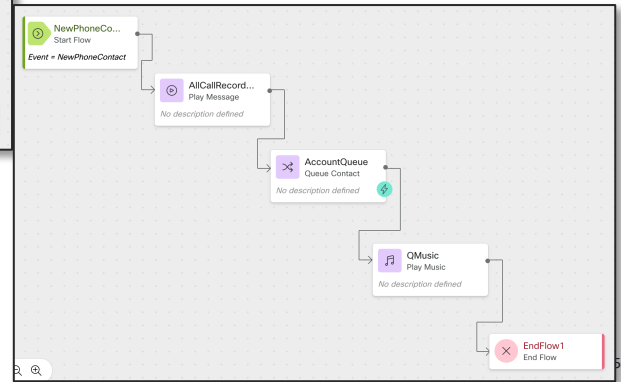 NewPhoneCo...
Start Flow
Event = NewPhoneContact
AllCallRecord...
Play Message
No description defined
AccountQueue
Queue Contact
No description defined
QMusic
Play Music
No description defined
EndFlow1
End Flow
5